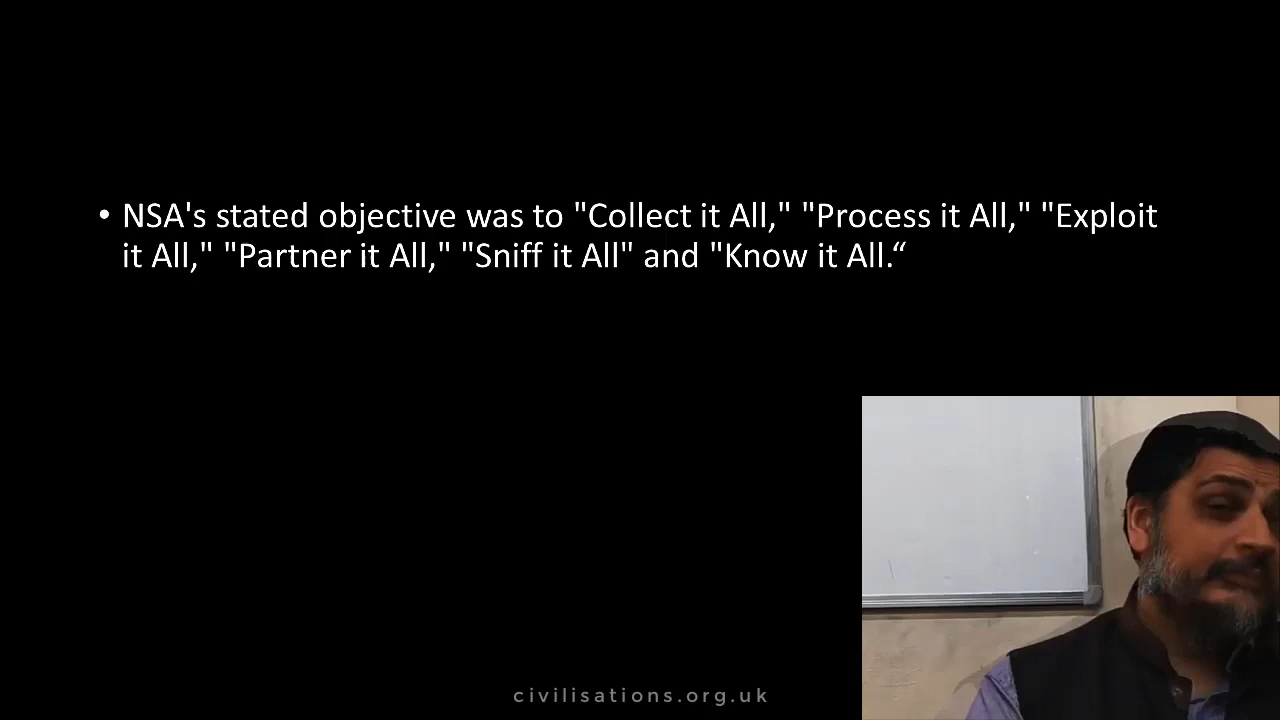 • NSA's stated objective was to "Collect it All," "Process it All," "Exploit
it All," "Partner it All," "Sniff it All" and "Know it All.“
civilisations.org.uk